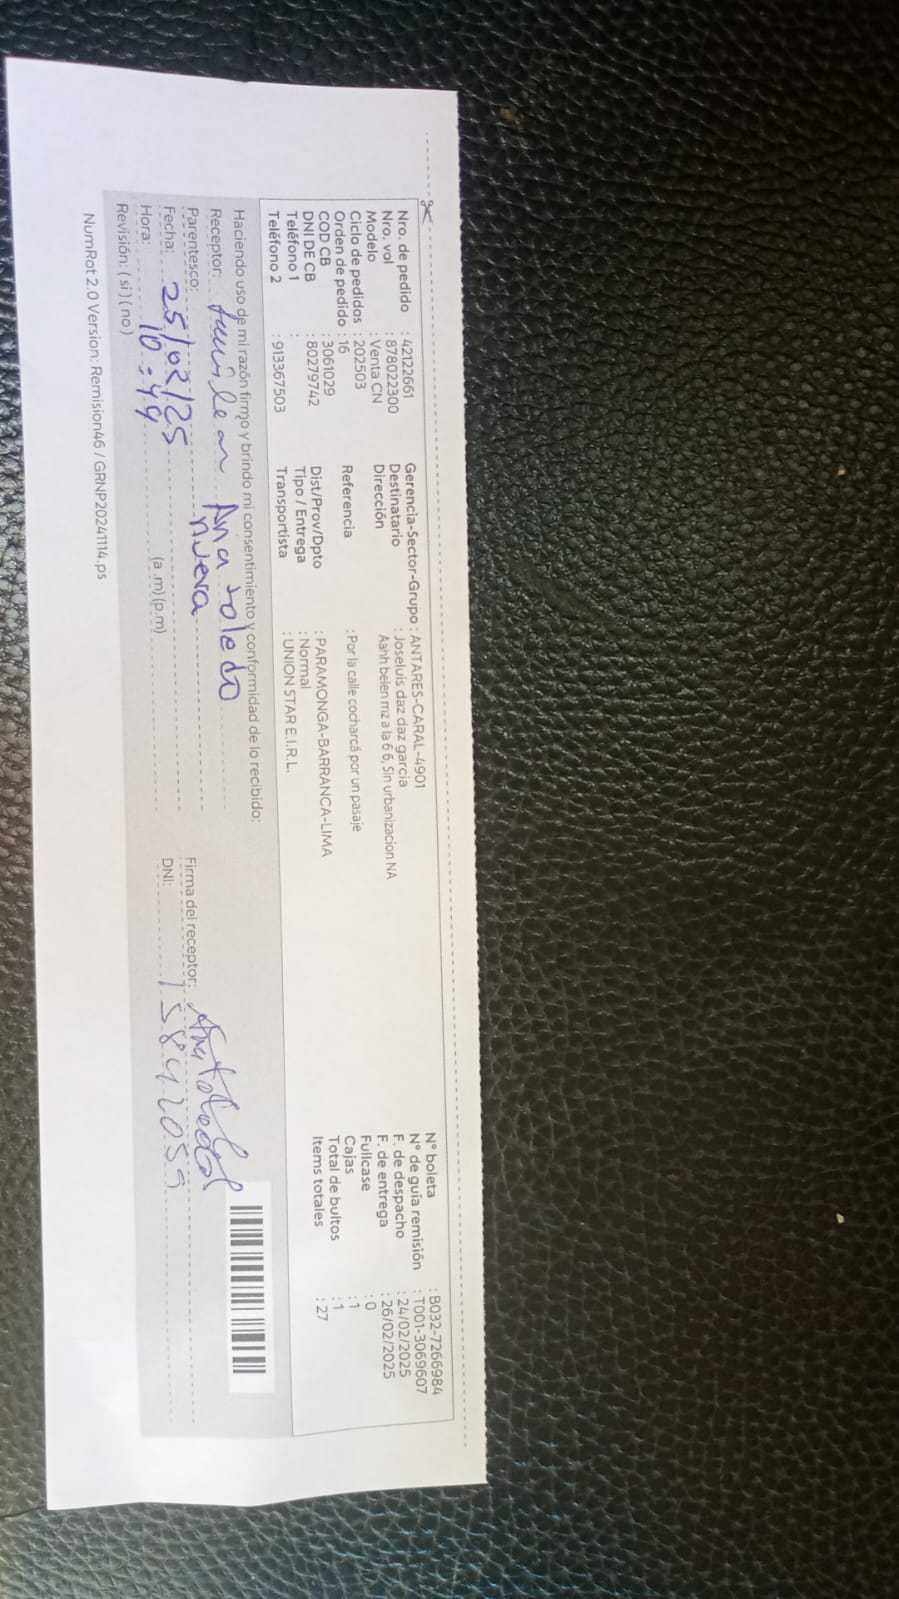 Nro. de pedido : 42122661
Nro. vol : 878022300
Modelo : Venta CN
Ciclo de pedidos : 202503
Orden de pedido : 16
COD CB : 3061029
DNI DE CB : 80279742
Teléfono 1 :
Teléfono 2 : 913367503
Gerencia-Sector-Grupo : ANTARES-CARAL-4901
Destinatario : Joseluis daz daz garcia
Dirección Aahh belen mz a la 6 6, Sin urbanizacion NA
Referencia : Por la calle cocharcá por un pasaje
Dist/Prov/Dpto : PARAMONGA-BARRANCA-LIMA
Tipo / Entrega : Normal
Transportista : UNION STAR E.I.R.L.
N° boleta : B032-7266984
N° de guía remisión : T001-3069607
F. de despacho : 24/02/2025
F. de entrega : 26/02/2025
Fullcase : 0
Cajas : 1
Total de bultos : 1
Items totales : 27
Haciendo uso de mi razón firmo y brindo mi consentimiento y conformidad de lo recibido:
Receptor: Ana toledo
Parentesco: nuera
Fecha: 25/02/25
Hora: 10:44 (a .m) (p.m)
Revisión: ( si ) ( no )
Firma del receptor: Ana toledo
DNI: 15842055
NumRot 2.0 Version: Remision46 / GRNP20241114.ps